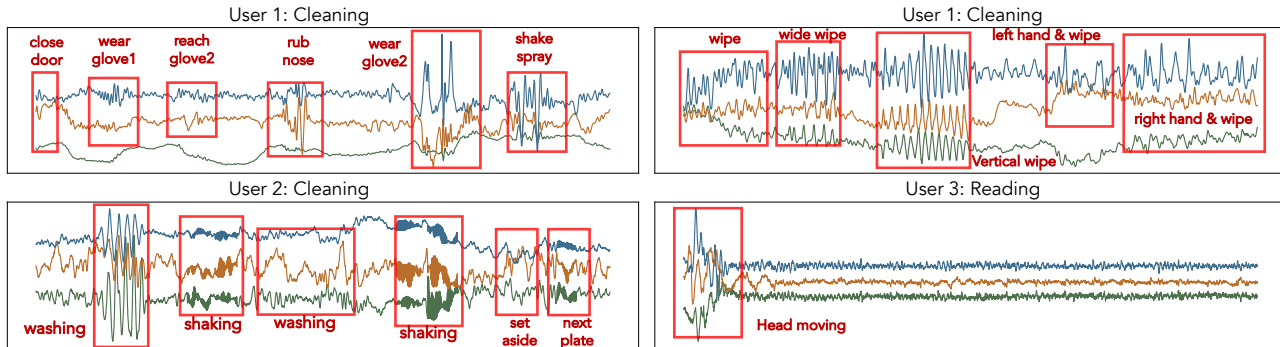 User 1: Cleaning
close
door
wear
glove1
reach
glove2
rub
nose
wear
glove2
shake
spray
User 1: Cleaning
wipe
wide wipe
left hand & wipe
right hand & wipe
Vertical wipe
User 2: Cleaning
washing
shaking
washing
shaking
set
aside
next
plate
User 3: Reading
Head moving